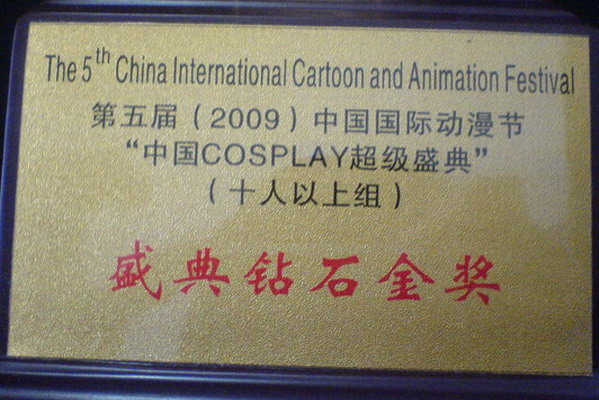 The 5th China International Cartoon and Animation Festival
第五届（2009）中国国际动漫节
“中国COSPLAY超级盛典”
（十人以上组）
盛典钻石金奖